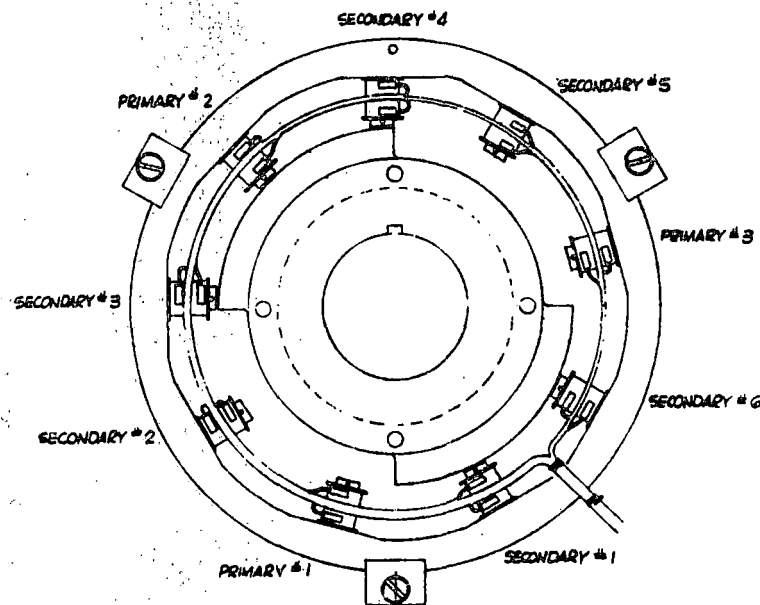 SECONDARY #4
PRIMARY #2
SECONDARY #5
PRIMARY #3
SECONDARY #3
SECONDARY #6
SECONDARY #2
SECONDARY #1
PRIMARY #1